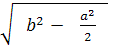 √(b² − a²/2)